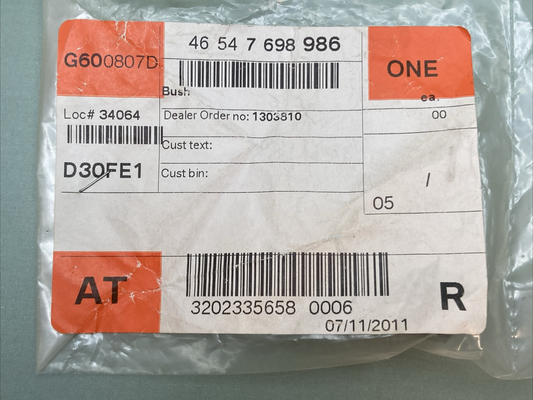 G600807D
46 54 7 698 986
ONE
Bush
ea.
Loc# 34064
Dealer Order no: 1303810
00
Cust text:
D30FE1
Cust bin:
/
05
AT
3202335658 0006
R
07/11/2011